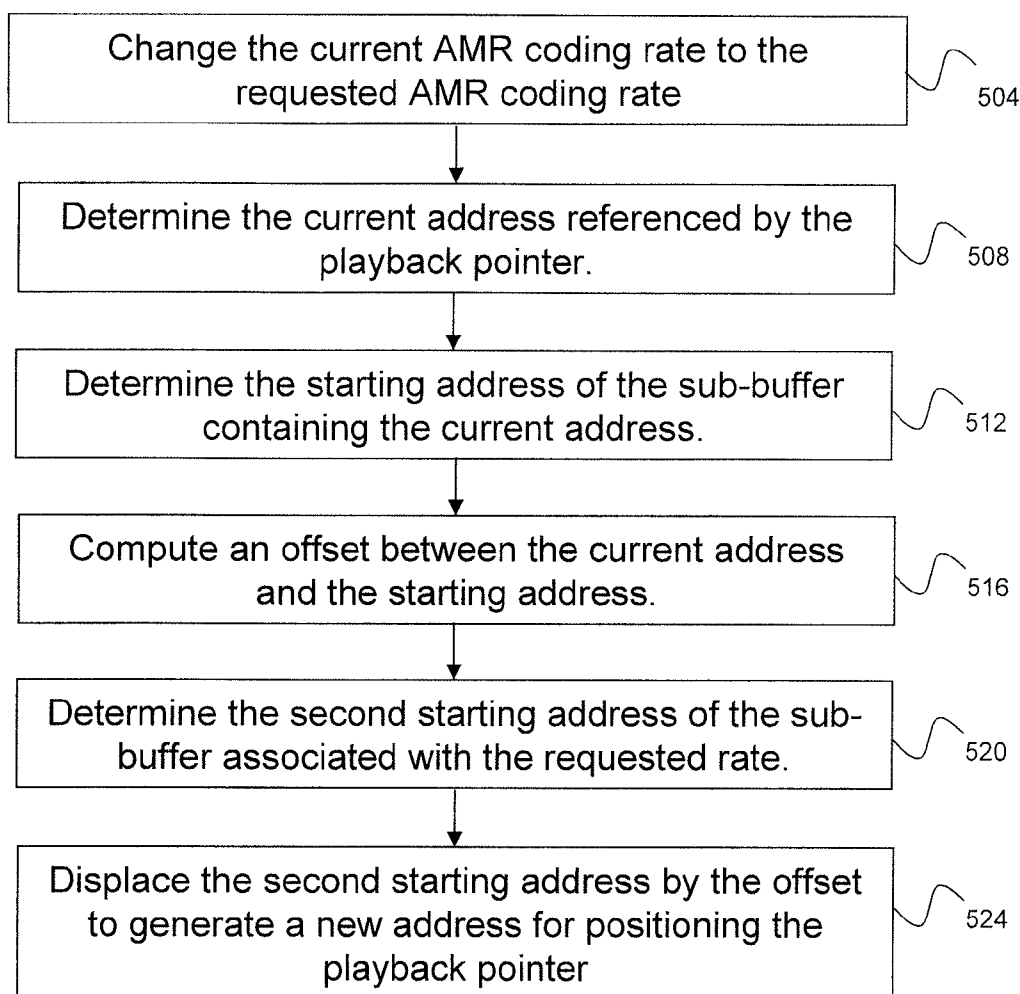 Change the current AMR coding rate to the
requested AMR coding rate
504
Determine the current address referenced by the
playback pointer.
508
Determine the starting address of the sub-buffer
containing the current address.
512
Compute an offset between the current address
and the starting address.
516
Determine the second starting address of the sub-
buffer associated with the requested rate.
520
Displace the second starting address by the offset
to generate a new address for positioning the
playback pointer
524